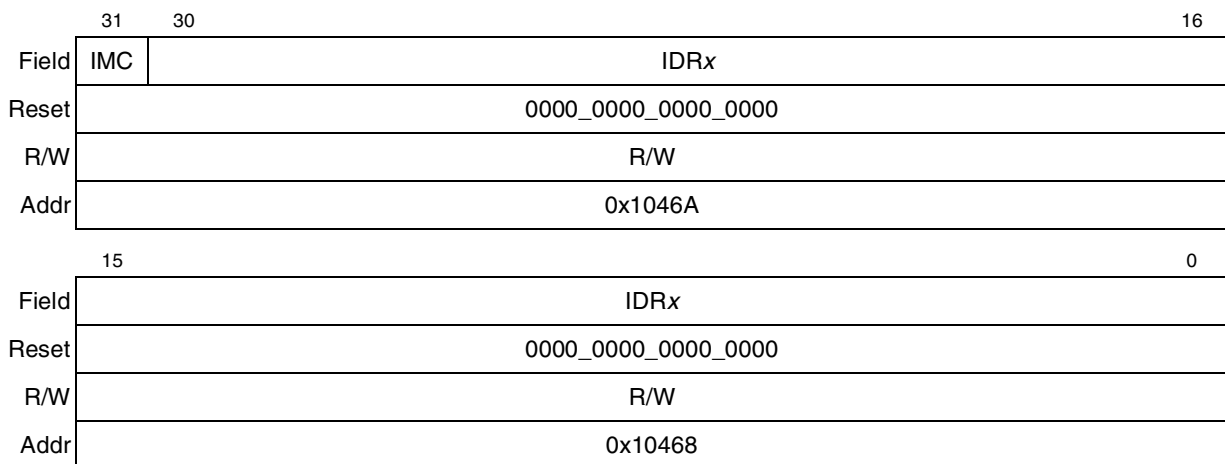 31 30 16
Field IMC IDRx
Reset 0000_0000_0000_0000
R/W R/W
Addr 0x1046A
15 0
Field IDRx
Reset 0000_0000_0000_0000
R/W R/W
Addr 0x10468